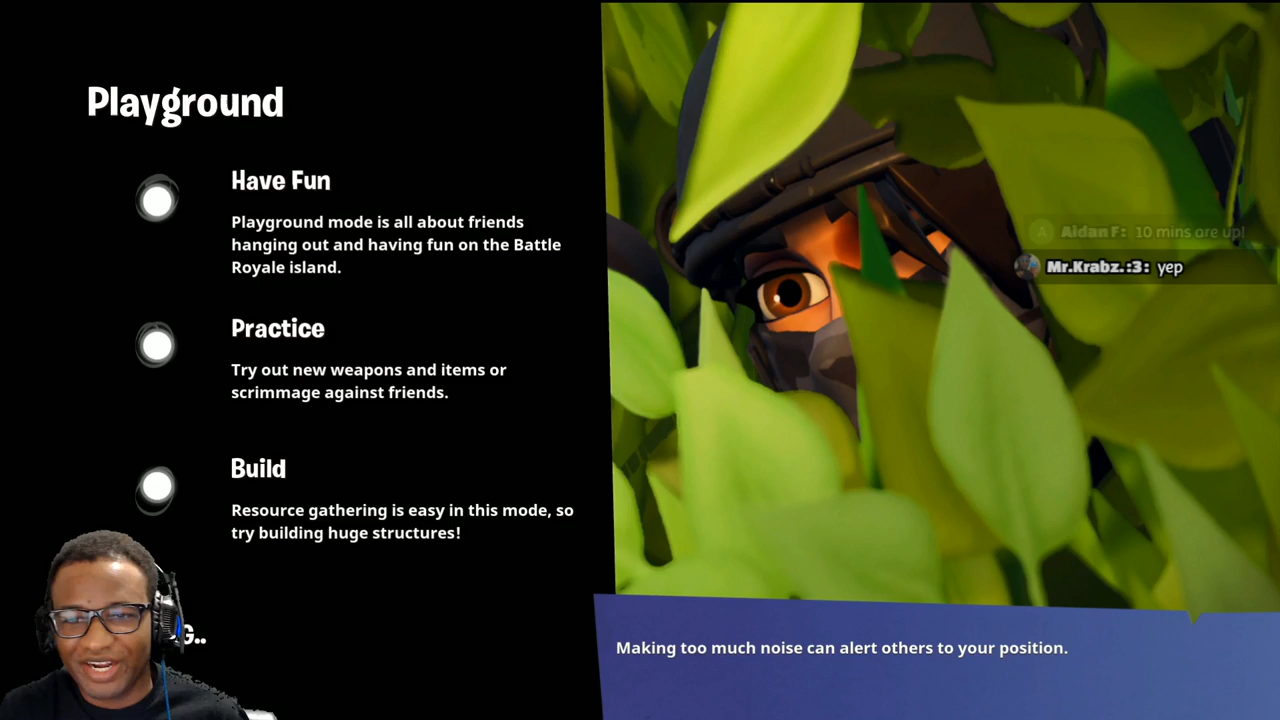 Playground
Have Fun
Playground mode is all about friends
hanging out and having fun on the Battle
Royale island.
Practice
Try out new weapons and items or
scrimmage against friends.
Build
Resource gathering is easy in this mode, so
try building huge structures!
G..
A Aidan F: 10 mins are up!
Mr.Krabz.:3: yep
Making too much noise can alert others to your position.